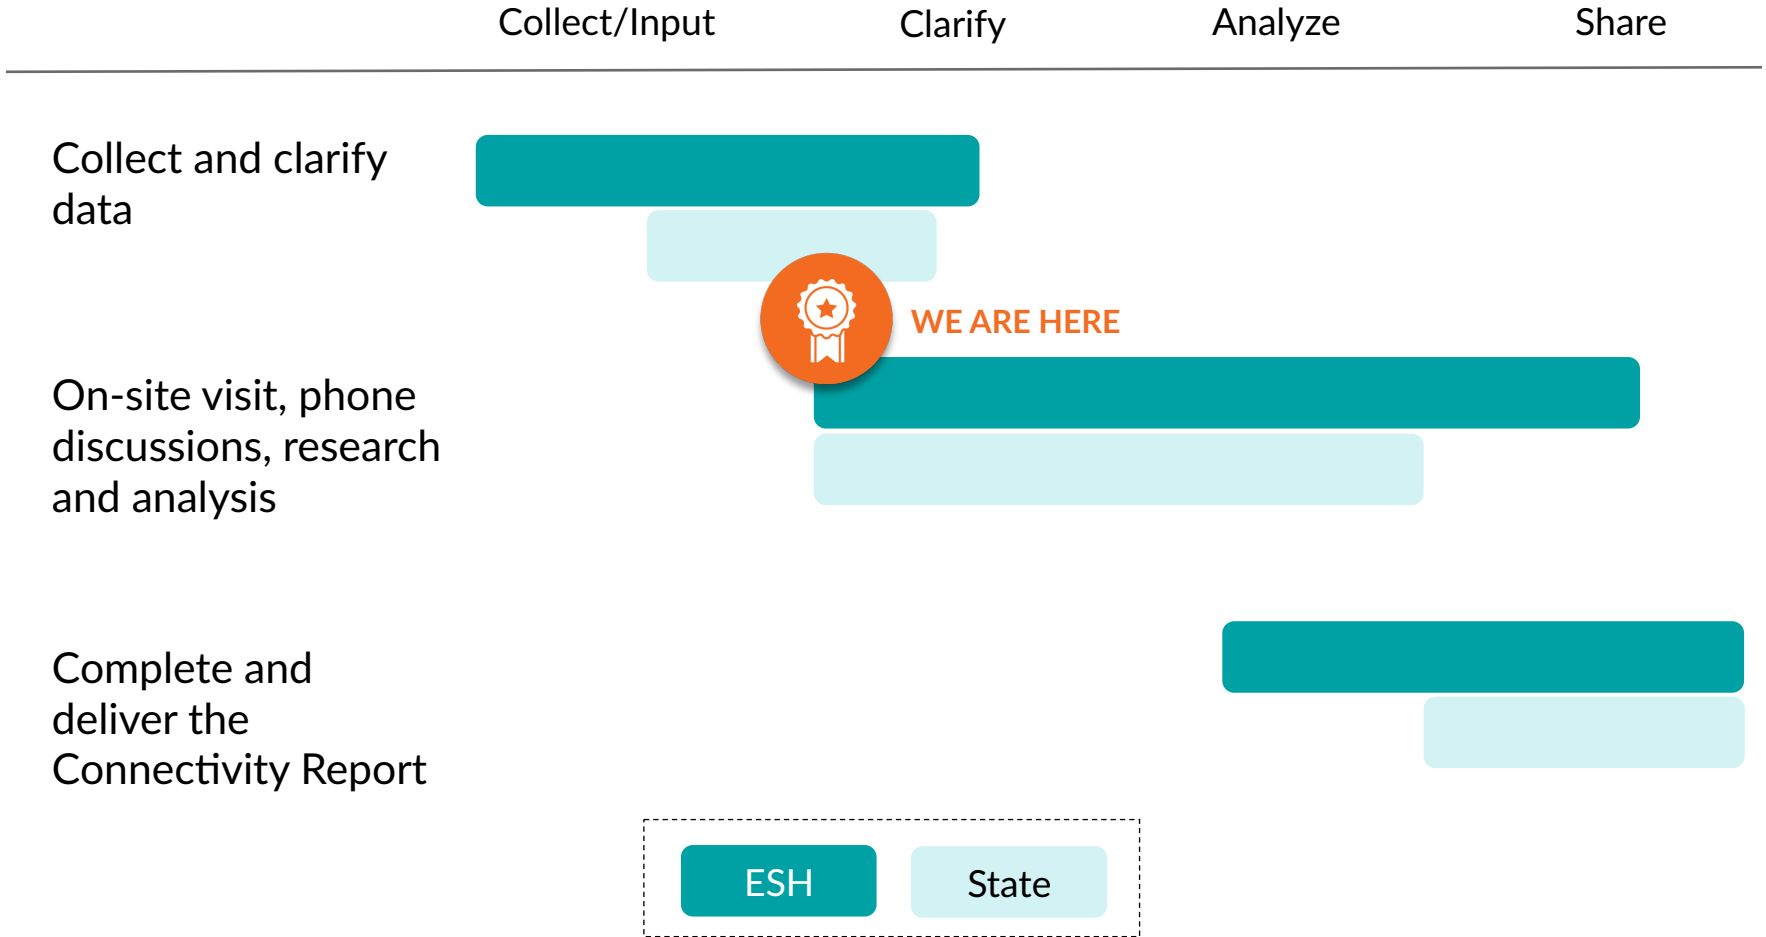 Collect/Input Clarify Analyze Share
Collect and clarify
data
WE ARE HERE
On-site visit, phone
discussions, research
and analysis
Complete and
deliver the
Connectivity Report
ESH State